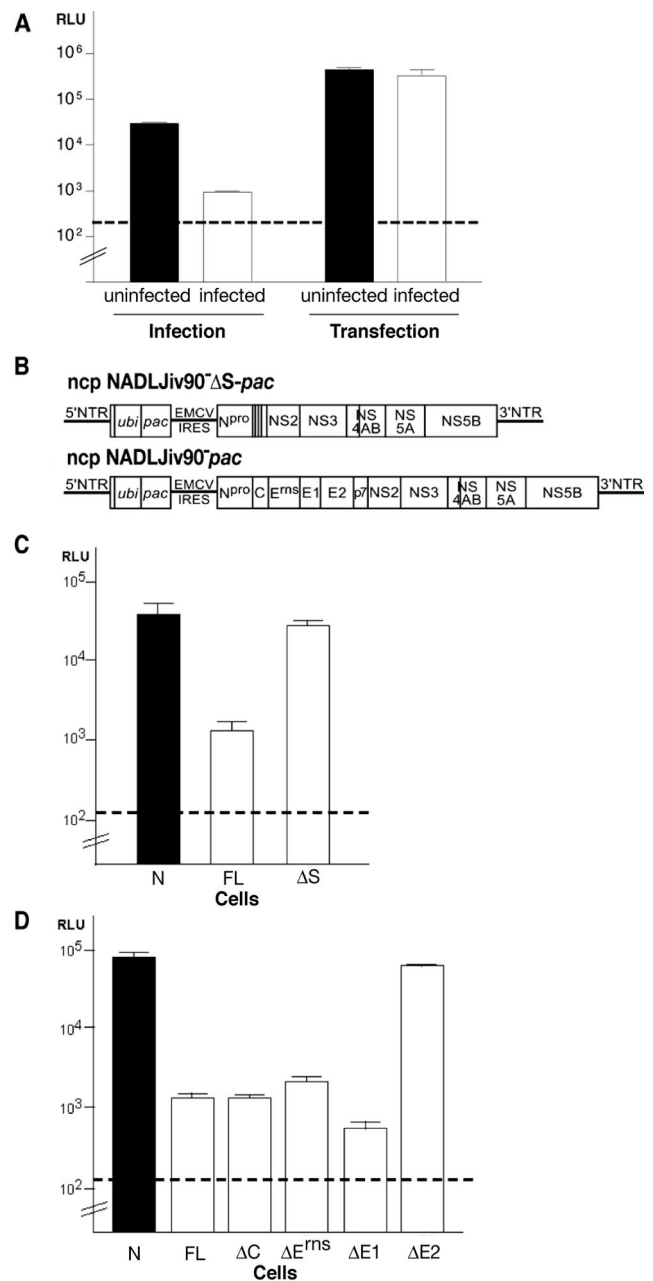 A
RLU
10⁶
10⁵
10⁴
10³
10²
uninfected infected uninfected infected
Infection Transfection
B
ncp NADLJiv90⁻ΔS-pac
5'NTR ubi pac EMCV IRES Nᵖʳᵒ NS2 NS3 NS 4AB NS 5A NS5B 3'NTR
ncp NADLJiv90⁻pac
5'NTR ubi pac EMCV IRES Nᵖʳᵒ C Eʳⁿˢ E1 E2 p7 NS2 NS3 NS 4AB NS 5A NS5B 3'NTR
C
RLU
10⁵
10⁴
10³
10²
N FL ΔS
Cells
D
RLU
10⁵
10⁴
10³
10²
N FL ΔC ΔEʳⁿˢ ΔE1 ΔE2
Cells